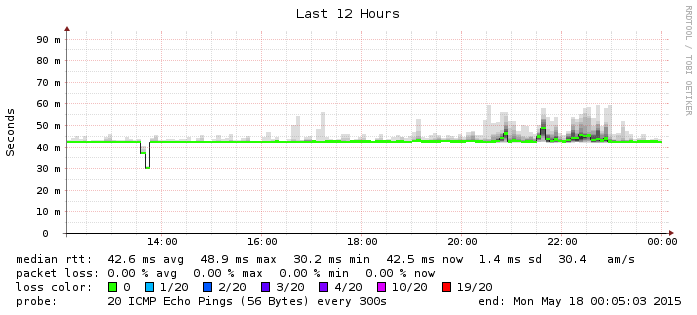 Last 12 Hours
RRDTOOL / TOBI OETIKER
Seconds
90 m
80 m
70 m
60 m
50 m
40 m
30 m
20 m
10 m
0
14:00 16:00 18:00 20:00 22:00 00:00
median rtt: 42.6 ms avg 48.9 ms max 30.2 ms min 42.5 ms now 1.4 ms sd 30.4 am/s
packet loss: 0.00 % avg 0.00 % max 0.00 % min 0.00 % now
loss color: 0 1/20 2/20 3/20 4/20 10/20 19/20
probe: 20 ICMP Echo Pings (56 Bytes) every 300s end: Mon May 18 00:05:03 2015